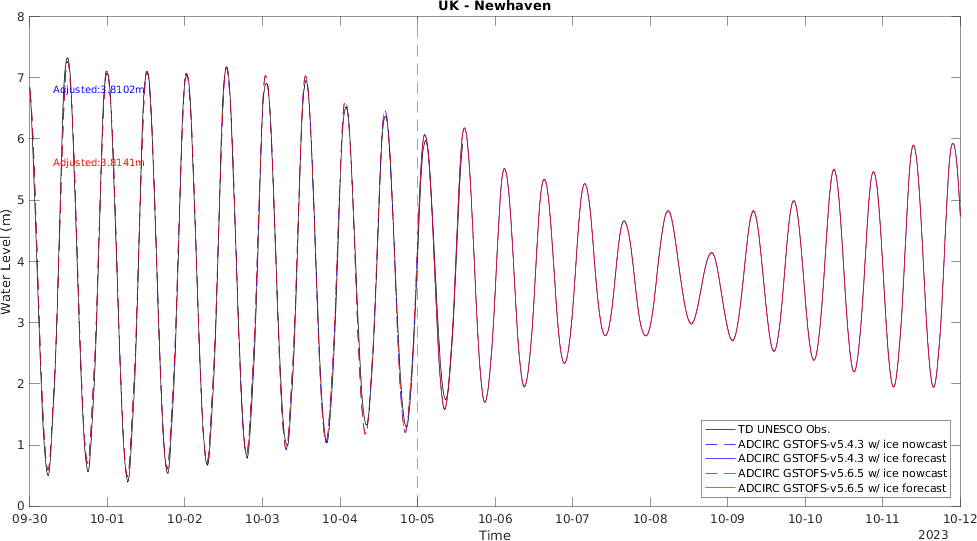 UK - Newhaven
8
7
6
5
4
3
2
1
0
Water Level (m)
Adjusted:3.8102m
Adjusted:3.8141m
TD UNESCO Obs.
ADCIRC GSTOFS-v5.4.3 w/ ice nowcast
ADCIRC GSTOFS-v5.4.3 w/ ice forecast
ADCIRC GSTOFS-v5.6.5 w/ ice nowcast
ADCIRC GSTOFS-v5.6.5 w/ ice forecast
09-30 10-01 10-02 10-03 10-04 10-05 10-06 10-07 10-08 10-09 10-10 10-11 10-12
Time
2023